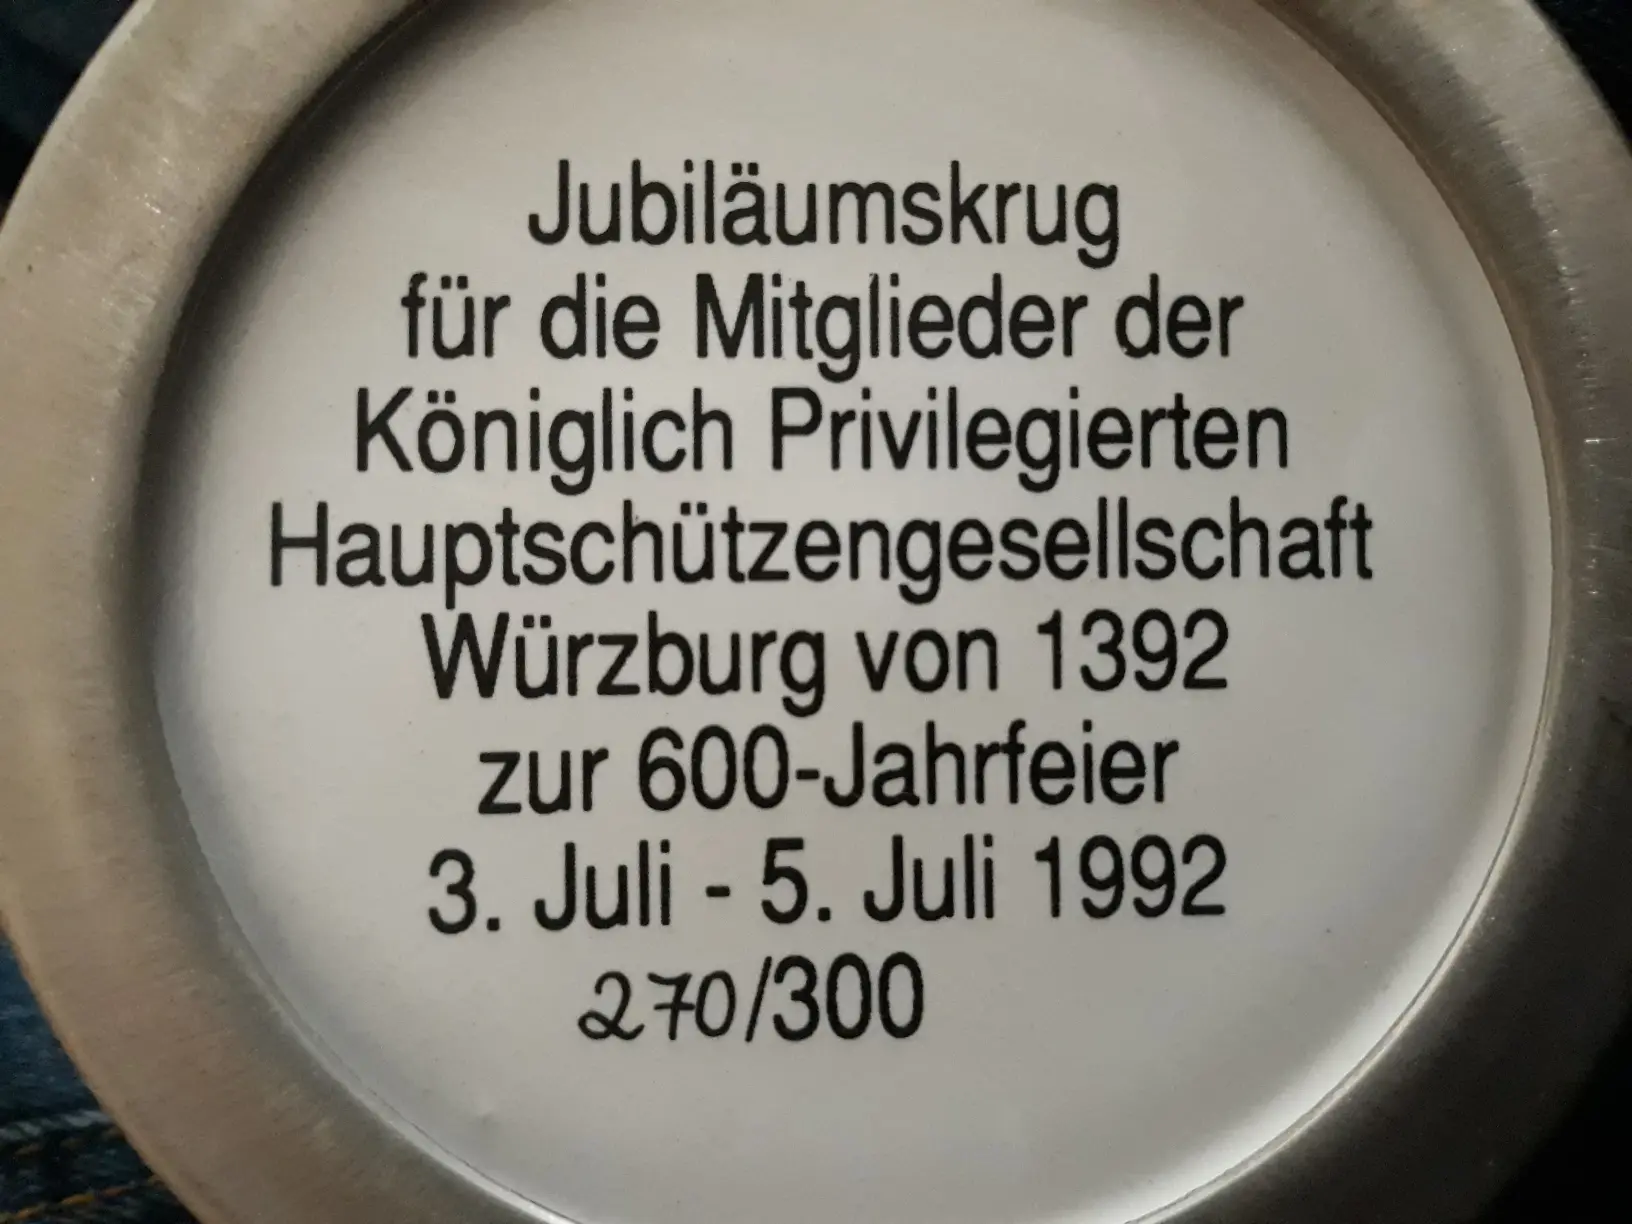 Jubiläumskrug
für die Mitglieder der
Königlich Privilegierten
Hauptschützengesellschaft
Würzburg von 1392
zur 600-Jahrfeier
3. Juli - 5. Juli 1992
270/300